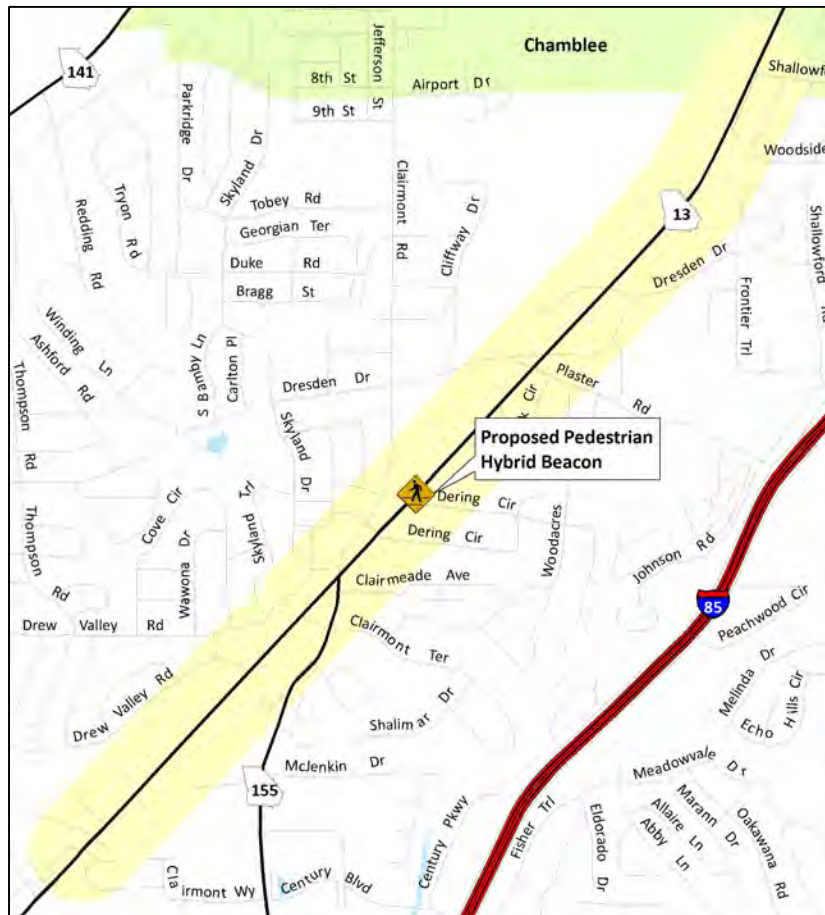 Chamblee
141
Jefferson St
8th St
9th St
Airport Dr
Shallowf
Woodside
Parkridge Dr
Skyland Dr
Tryon Rd
Redding Rd
Tobey Rd
Georgian Ter
Duke Rd
Bragg St
Clairmont Rd
Cliffway Dr
13
Shallowford Rd
Dresden Dr
Frontier Trl
Winding Ln
Ashford Rd
Thompson Rd
S Bamby Ln
Carlton Pl
Dresden Dr
Skyland Dr
Plaster Rd
Cir
Proposed Pedestrian
Hybrid Beacon
Dering Cir
Dering Cir
Woodacres
Thompson Rd
Cove Cir
Wawona Dr
Skyland Trl
Johnson Rd
Clairmeade Ave
85
Peachwood Cir
Drew Valley Rd
Clairmont Ter
Melinda Dr
Echo Hills Cir
Drew Valley Rd
Shalimar Dr
McJenkin Dr
Meadowvale Dr
155
Century Pkwy
Fisher Trl
Eldorado Dr
Marann Dr
Allaire Ln
Abby Ln
Oakawana Rd
Clairmont Wy
Century Blvd